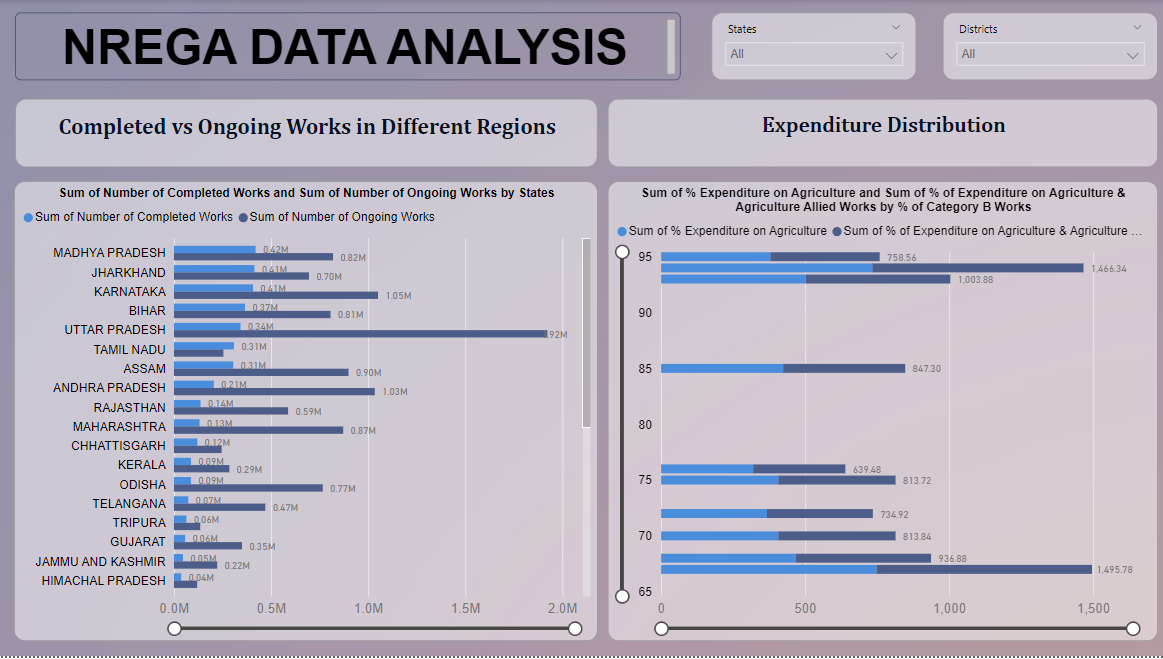 NREGA DATA ANALYSIS
States
All
Districts
All
Completed vs Ongoing Works in Different Regions
Expenditure Distribution
Sum of Number of Completed Works and Sum of Number of Ongoing Works by States
Sum of Number of Completed Works Sum of Number of Ongoing Works
MADHYA PRADESH 0.42M 0.82M
JHARKHAND 0.41M 0.70M
KARNATAKA 0.41M 1.05M
BIHAR 0.37M 0.81M
UTTAR PRADESH 0.34M .92M
TAMIL NADU 0.31M
ASSAM 0.31M 0.90M
ANDHRA PRADESH 0.21M 1.03M
RAJASTHAN 0.14M 0.59M
MAHARASHTRA 0.13M 0.87M
CHHATTISGARH 0.12M
KERALA 0.09M 0.29M
ODISHA 0.09M 0.77M
TELANGANA 0.07M 0.47M
TRIPURA 0.06M
GUJARAT 0.06M 0.35M
JAMMU AND KASHMIR 0.05M 0.22M
HIMACHAL PRADESH 0.04M
0.0M 0.5M 1.0M 1.5M 2.0M
Sum of % Expenditure on Agriculture and Sum of % of Expenditure on Agriculture &
Agriculture Allied Works by % of Category B Works
Sum of % Expenditure on Agriculture Sum of % of Expenditure on Agriculture & Agriculture ...
95 758.56
1,466.34
1,003.88
90
85 847.30
80
639.48
75 813.72
734.92
70 813.84
936.88
1,495.78
65
0 500 1,000 1,500